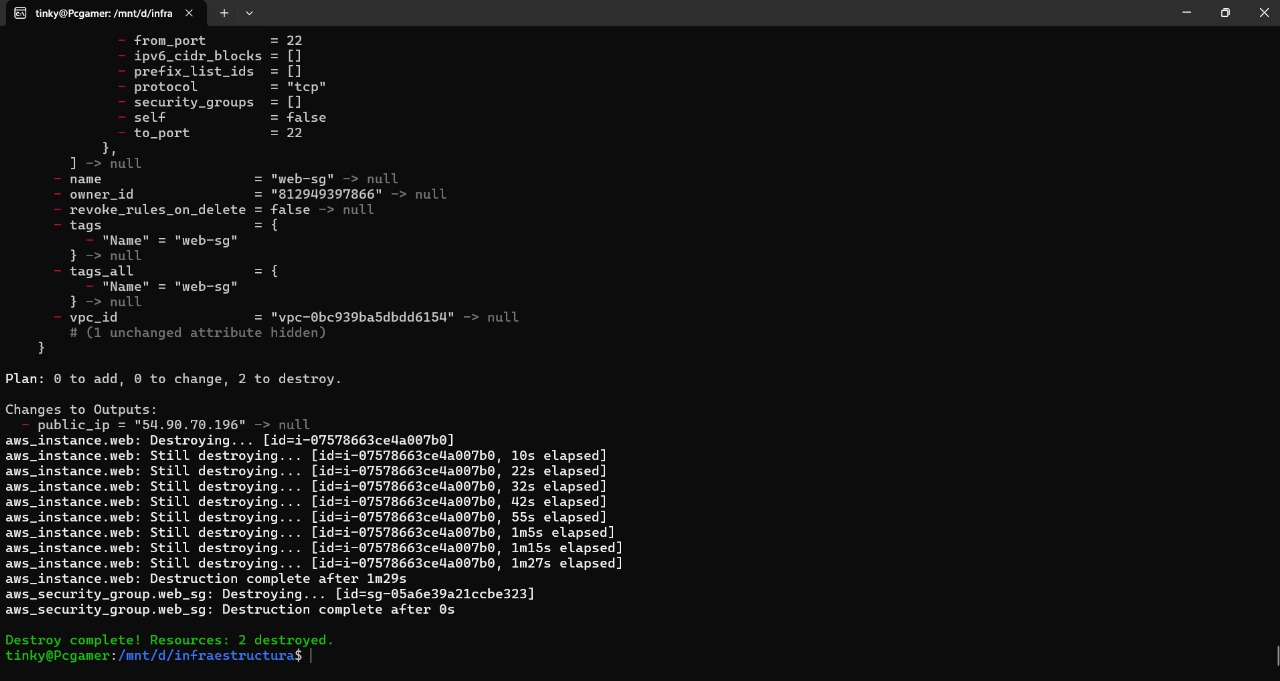 tinky@Pcgamer: /mnt/d/infra
- from_port        = 22
- ipv6_cidr_blocks = []
- prefix_list_ids  = []
- protocol         = "tcp"
- security_groups  = []
- self             = false
- to_port          = 22
},
] -> null
- name                   = "web-sg" -> null
- owner_id               = "812949397866" -> null
- revoke_rules_on_delete = false -> null
- tags                   = {
- "Name" = "web-sg"
} -> null
- tags_all               = {
- "Name" = "web-sg"
} -> null
- vpc_id                 = "vpc-0bc939ba5dbdd6154" -> null
# (1 unchanged attribute hidden)
}
Plan: 0 to add, 0 to change, 2 to destroy.
Changes to Outputs:
- public_ip = "54.90.70.196" -> null
aws_instance.web: Destroying... [id=i-07578663ce4a007b0]
aws_instance.web: Still destroying... [id=i-07578663ce4a007b0, 10s elapsed]
aws_instance.web: Still destroying... [id=i-07578663ce4a007b0, 22s elapsed]
aws_instance.web: Still destroying... [id=i-07578663ce4a007b0, 32s elapsed]
aws_instance.web: Still destroying... [id=i-07578663ce4a007b0, 42s elapsed]
aws_instance.web: Still destroying... [id=i-07578663ce4a007b0, 55s elapsed]
aws_instance.web: Still destroying... [id=i-07578663ce4a007b0, 1m5s elapsed]
aws_instance.web: Still destroying... [id=i-07578663ce4a007b0, 1m15s elapsed]
aws_instance.web: Still destroying... [id=i-07578663ce4a007b0, 1m27s elapsed]
aws_instance.web: Destruction complete after 1m29s
aws_security_group.web_sg: Destroying... [id=sg-05a6e39a21ccbe323]
aws_security_group.web_sg: Destruction complete after 0s
Destroy complete! Resources: 2 destroyed.
tinky@Pcgamer:/mnt/d/infraestructura$